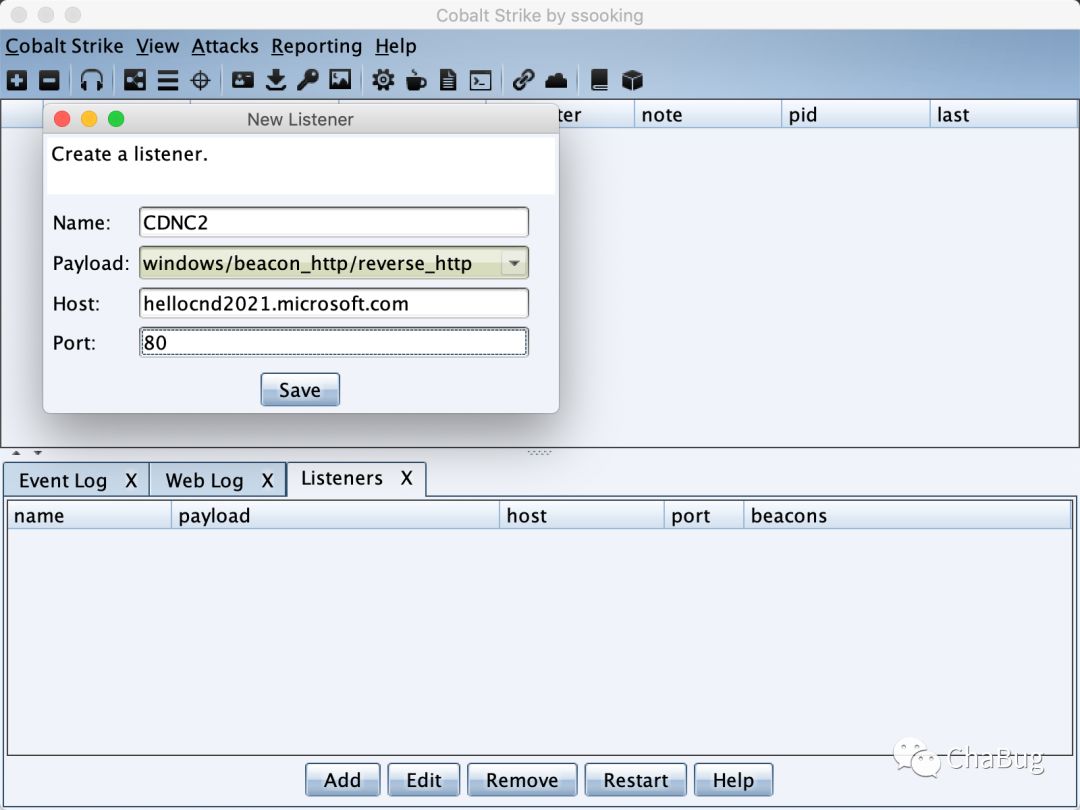 Cobalt Strike by ssooking
Cobalt Strike View Attacks Reporting Help
New Listener
ter note pid last
Create a listener.
Name: CDNC2
Payload: windows/beacon_http/reverse_http
Host: hellocnd2021.microsoft.com
Port: 80
Save
Event Log X Web Log X Listeners X
name payload host port beacons
Add Edit Remove Restart Help
ChaBug